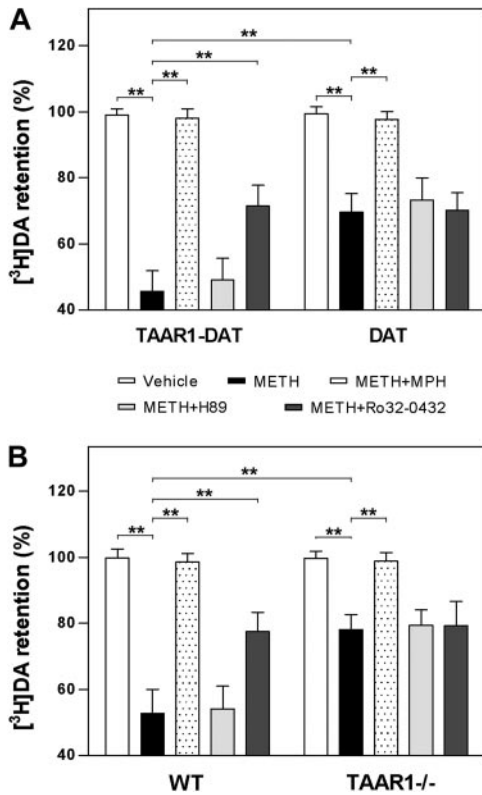 A
[³H]DA retention (%)
120
100
80
60
40
** ** ** **
** ** **
TAAR1-DAT DAT
Vehicle METH METH+MPH
METH+H89 METH+Ro32-0432
B
[³H]DA retention (%)
120
100
80
60
40
** ** ** **
** ** **
WT TAAR1-/-